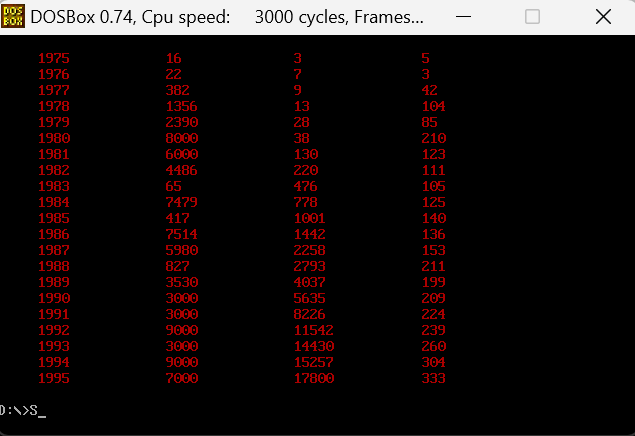 DOS
BOX
DOSBox 0.74, Cpu speed: 3000 cycles, Frames...
1975 16 3 5
1976 22 7 3
1977 382 9 42
1978 1356 13 104
1979 2390 28 85
1980 8000 38 210
1981 6000 130 123
1982 4486 220 111
1983 65 476 105
1984 7479 778 125
1985 417 1001 140
1986 7514 1442 136
1987 5980 2258 153
1988 827 2793 211
1989 3530 4037 199
1990 3000 5635 209
1991 3000 8226 224
1992 9000 11542 239
1993 3000 14430 260
1994 9000 15257 304
1995 7000 17800 333
D:\>S_